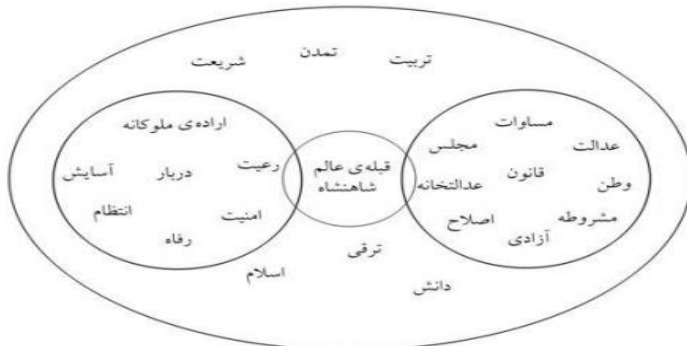 تربیت
تمدن
شریعت
مساوات
عدالت
مجلس
قانون
وطن
عدالتخانه
مشروطه
اصلاح
آزادی
قبله‌ی عالم
شاهنشاه
اراده‌ی ملوکانه
رعیت
دربار
آسایش
امنیت
انتظام
رفاه
ترقی
اسلام
دانش